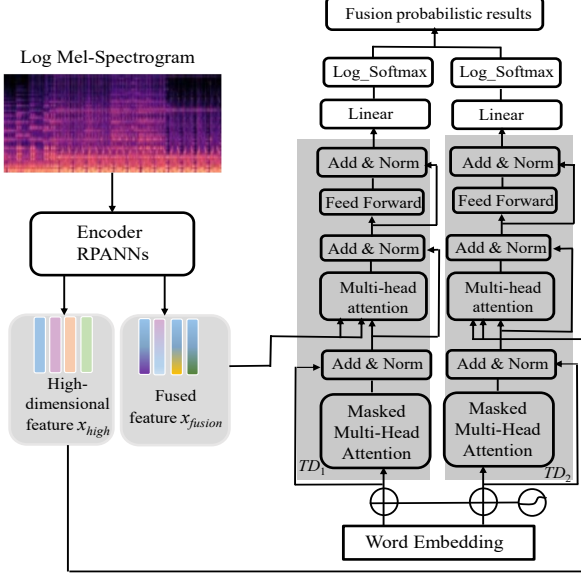 Fusion probabilistic results
Log_Softmax
Log_Softmax
Linear
Linear
Log Mel-Spectrogram
Encoder
RPANNs
High-
dimensional
feature x_high
Fused
feature x_fusion
Add & Norm
Feed Forward
Add & Norm
Multi-head
attention
Add & Norm
Masked
Multi-Head
Attention
TD_1
Add & Norm
Feed Forward
Add & Norm
Multi-head
attention
Add & Norm
Masked
Multi-Head
Attention
TD_2
Word Embedding